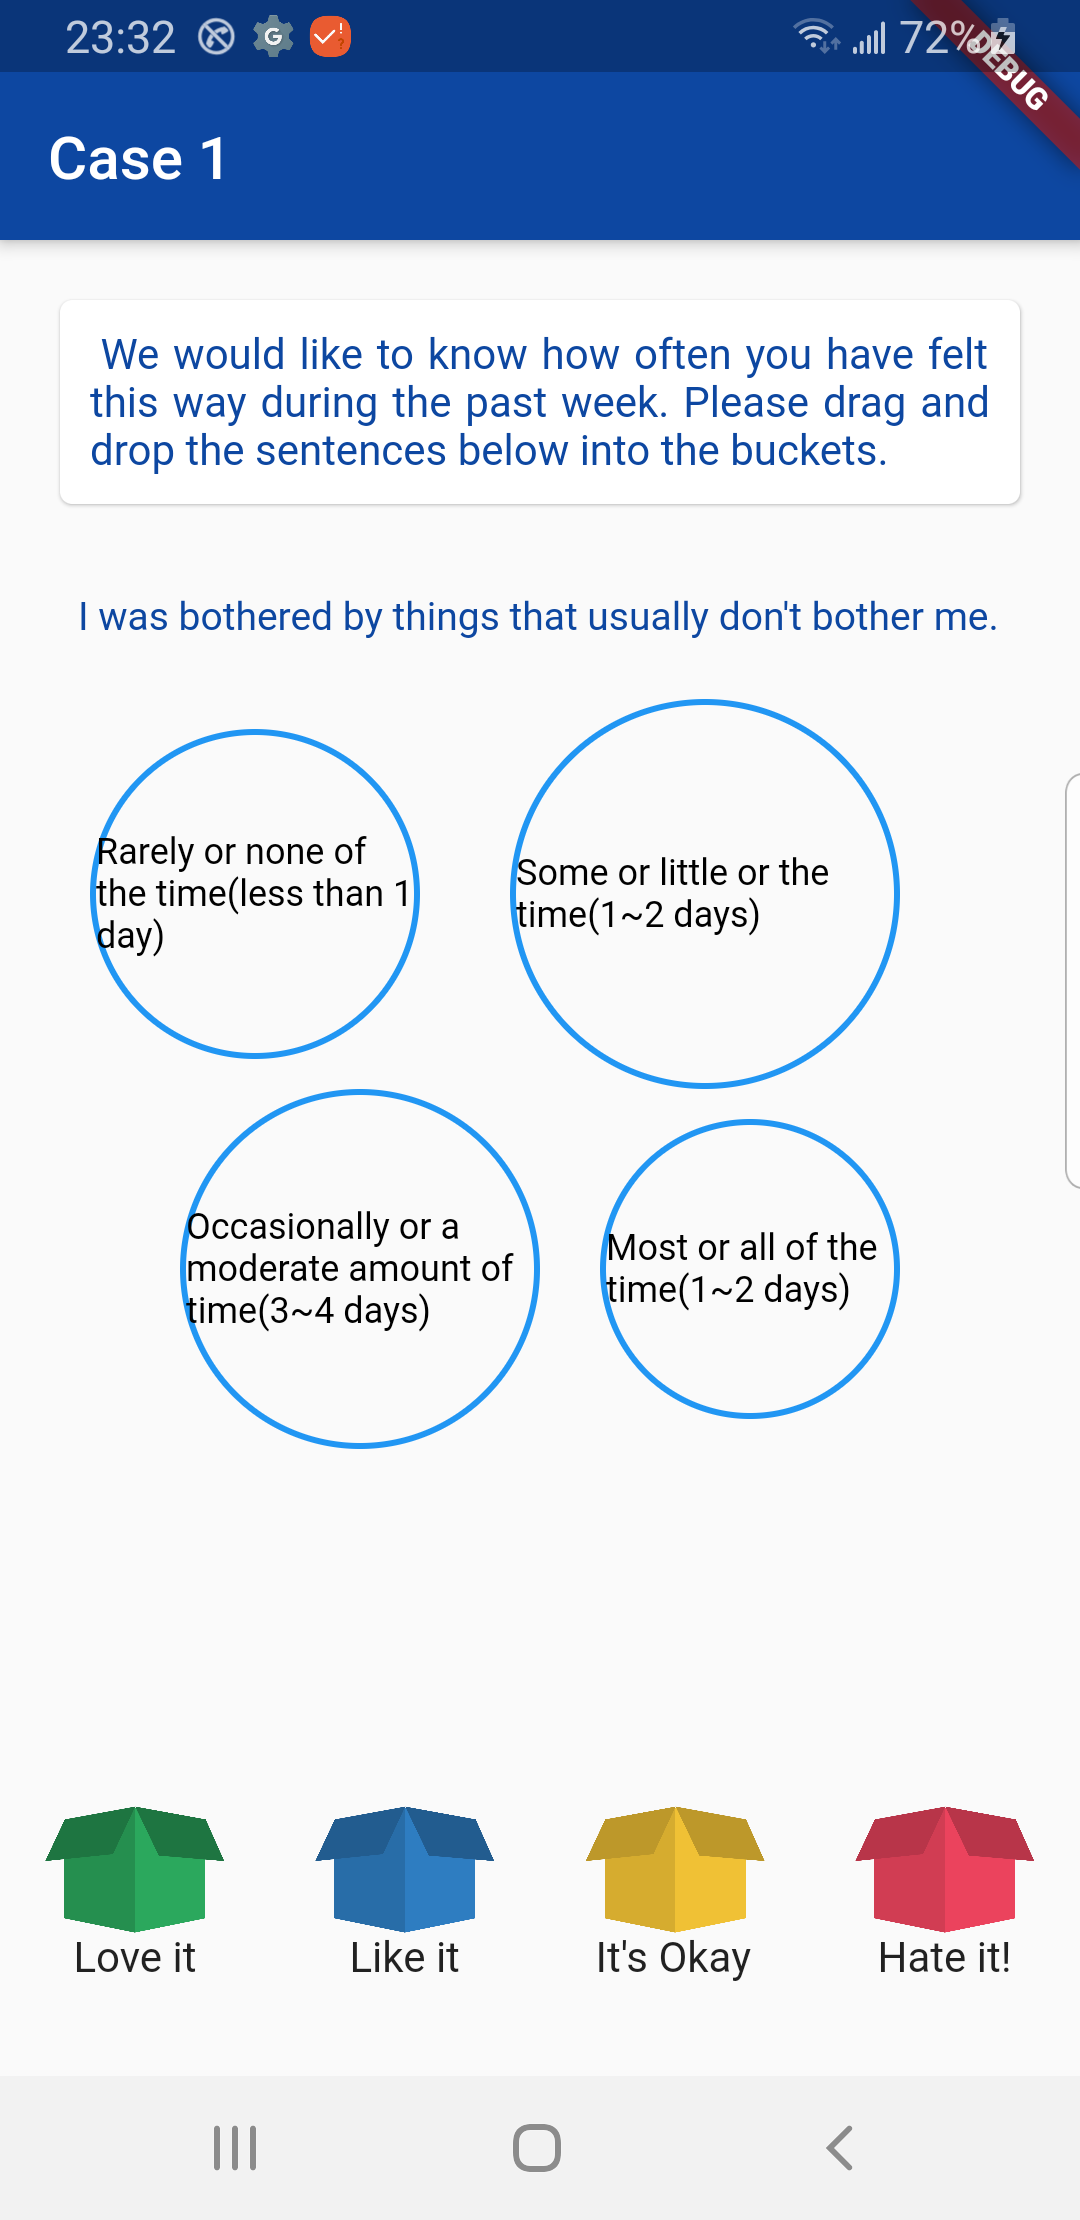 23:32
72%
DEBUG
Case 1
We would like to know how often you have felt
this way during the past week. Please drag and
drop the sentences below into the buckets.
I was bothered by things that usually don't bother me.
Rarely or none of
the time(less than 1
day)
Some or little or the
time(1~2 days)
Occasionally or a
moderate amount of
time(3~4 days)
Most or all of the
time(1~2 days)
Love it
Like it
It's Okay
Hate it!